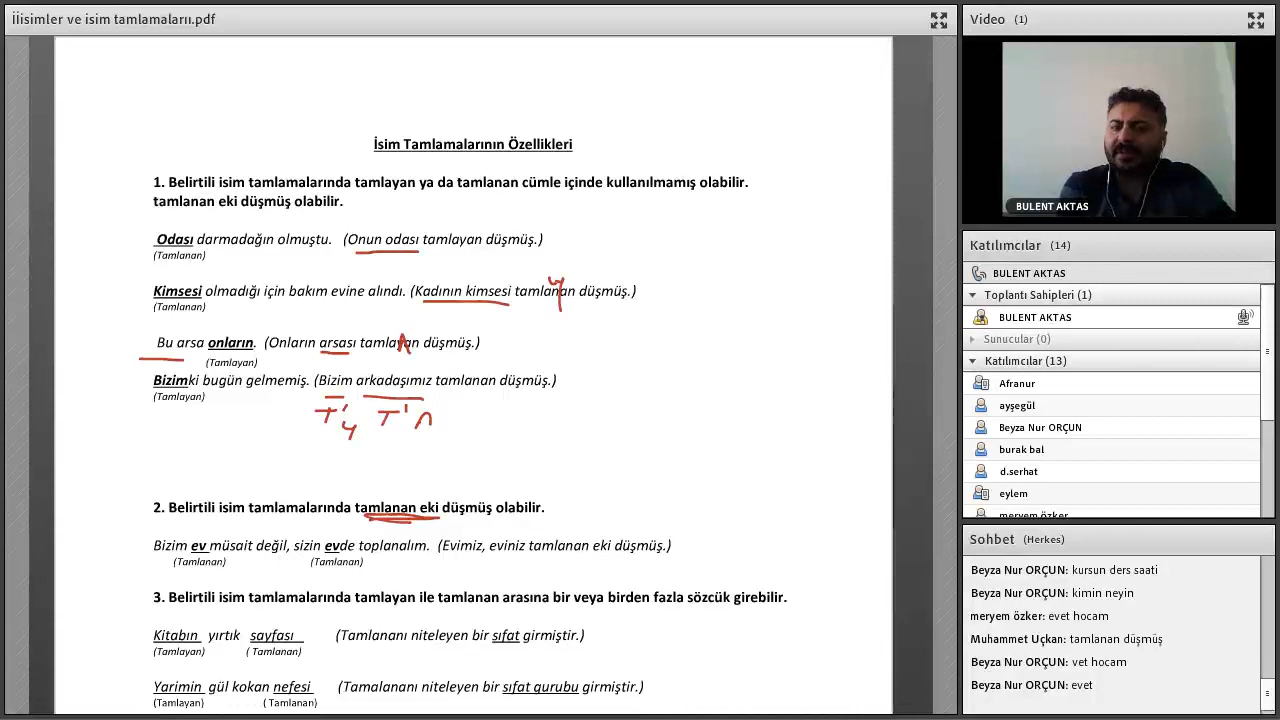 İlisimler ve isim tamlamaları.pdf
İsim Tamlamalarının Özellikleri
1. Belirtili isim tamlamalarında tamlayan ya da tamlanan cümle içinde kullanılmamış olabilir.
tamlanan eki düşmüş olabilir.
Odası darmadağın olmuştu. (Onun odası tamlayan düşmüş.)
(Tamlanan)
Kimsesi olmadığı için bakım evine alındı. (Kadının kimsesi tamlanan düşmüş.)
y
(Tamlanan)
Bu arsa onların. (Onların arsası tamlayan düşmüş.)
n
(Tamlayan)
Bizimki bugün gelmemiş. (Bizim arkadaşımız tamlanan düşmüş.)
(Tamlayan)
T'y T'n
2. Belirtili isim tamlamalarında tamlanan eki düşmüş olabilir.
Bizim ev müsait değil, sizin evde toplanalım. (Evimiz, eviniz tamlanan eki düşmüş.)
(Tamlanan) (Tamlanan)
3. Belirtili isim tamlamalarında tamlayan ile tamlanan arasına bir veya birden fazla sözcük girebilir.
Kitabın yırtık sayfası (Tamlananı niteleyen bir sıfat girmiştir.)
(Tamlayan) ( Tamlanan)
Yarimin gül kokan nefesi (Tamalananı niteleyen bir sıfat gurubu girmiştir.)
(Tamlayan) ( Tamlanan)
Video (1)
BULENT AKTAS
Katılımcılar (14)
BULENT AKTAS
Toplantı Sahipleri (1)
BULENT AKTAS
Sunucular (0)
Katılımcılar (13)
Afranur
ayşegül
Beyza Nur ORÇUN
burak bal
d.serhat
eylem
meryem özker
Sohbet (Herkes)
Beyza Nur ORÇUN: kursun ders saati
Beyza Nur ORÇUN: kimin neyin
meryem özker: evet hocam
Muhammet Uçkan: tamlanan düşmüş
Beyza Nur ORÇUN: vet hocam
Beyza Nur ORÇUN: evet